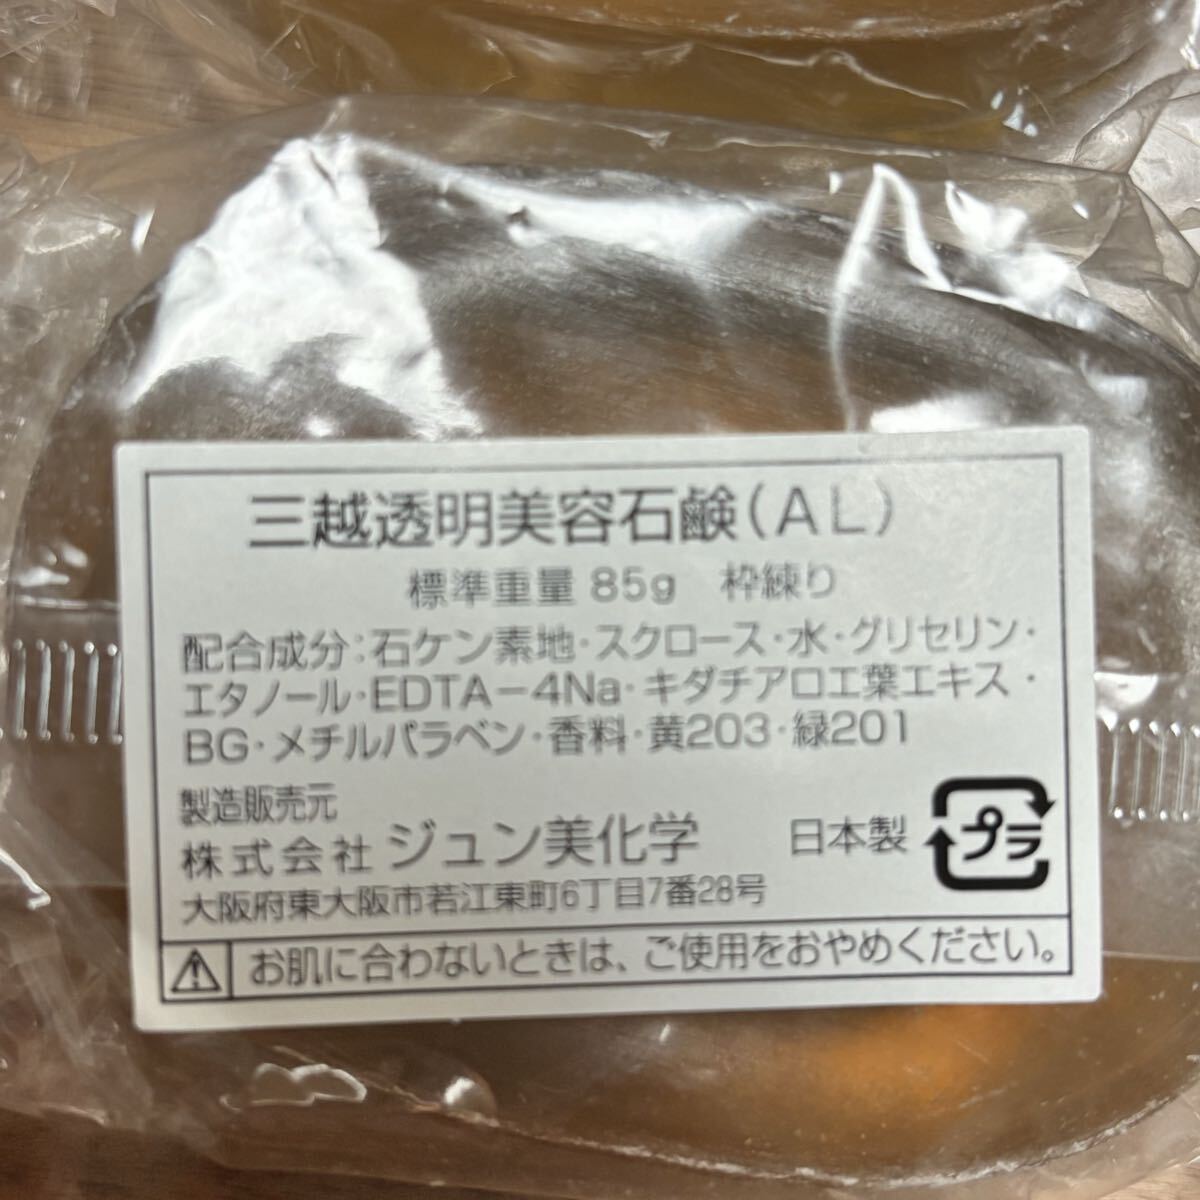 三越透明美容石鹸(AL)
標準重量 85g 枠練り
配合成分:石ケン素地・スクロース・水・グリセリン・
エタノール・EDTA-4Na・キダチアロエ葉エキス・
BG・メチルパラベン・香料・黄203・緑201
製造販売元
株式会社 ジュン美化学 日本製 プラ
大阪府東大阪市若江東町6丁目7番28号
お肌に合わないときは、ご使用をおやめください。